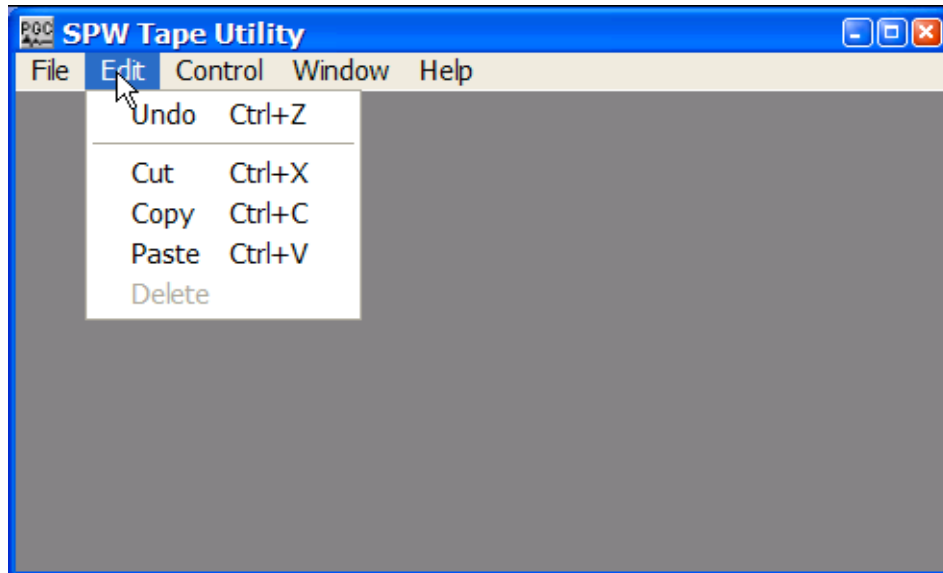 SPW Tape Utility
File Edit Control Window Help
Undo Ctrl+Z
Cut Ctrl+X
Copy Ctrl+C
Paste Ctrl+V
Delete